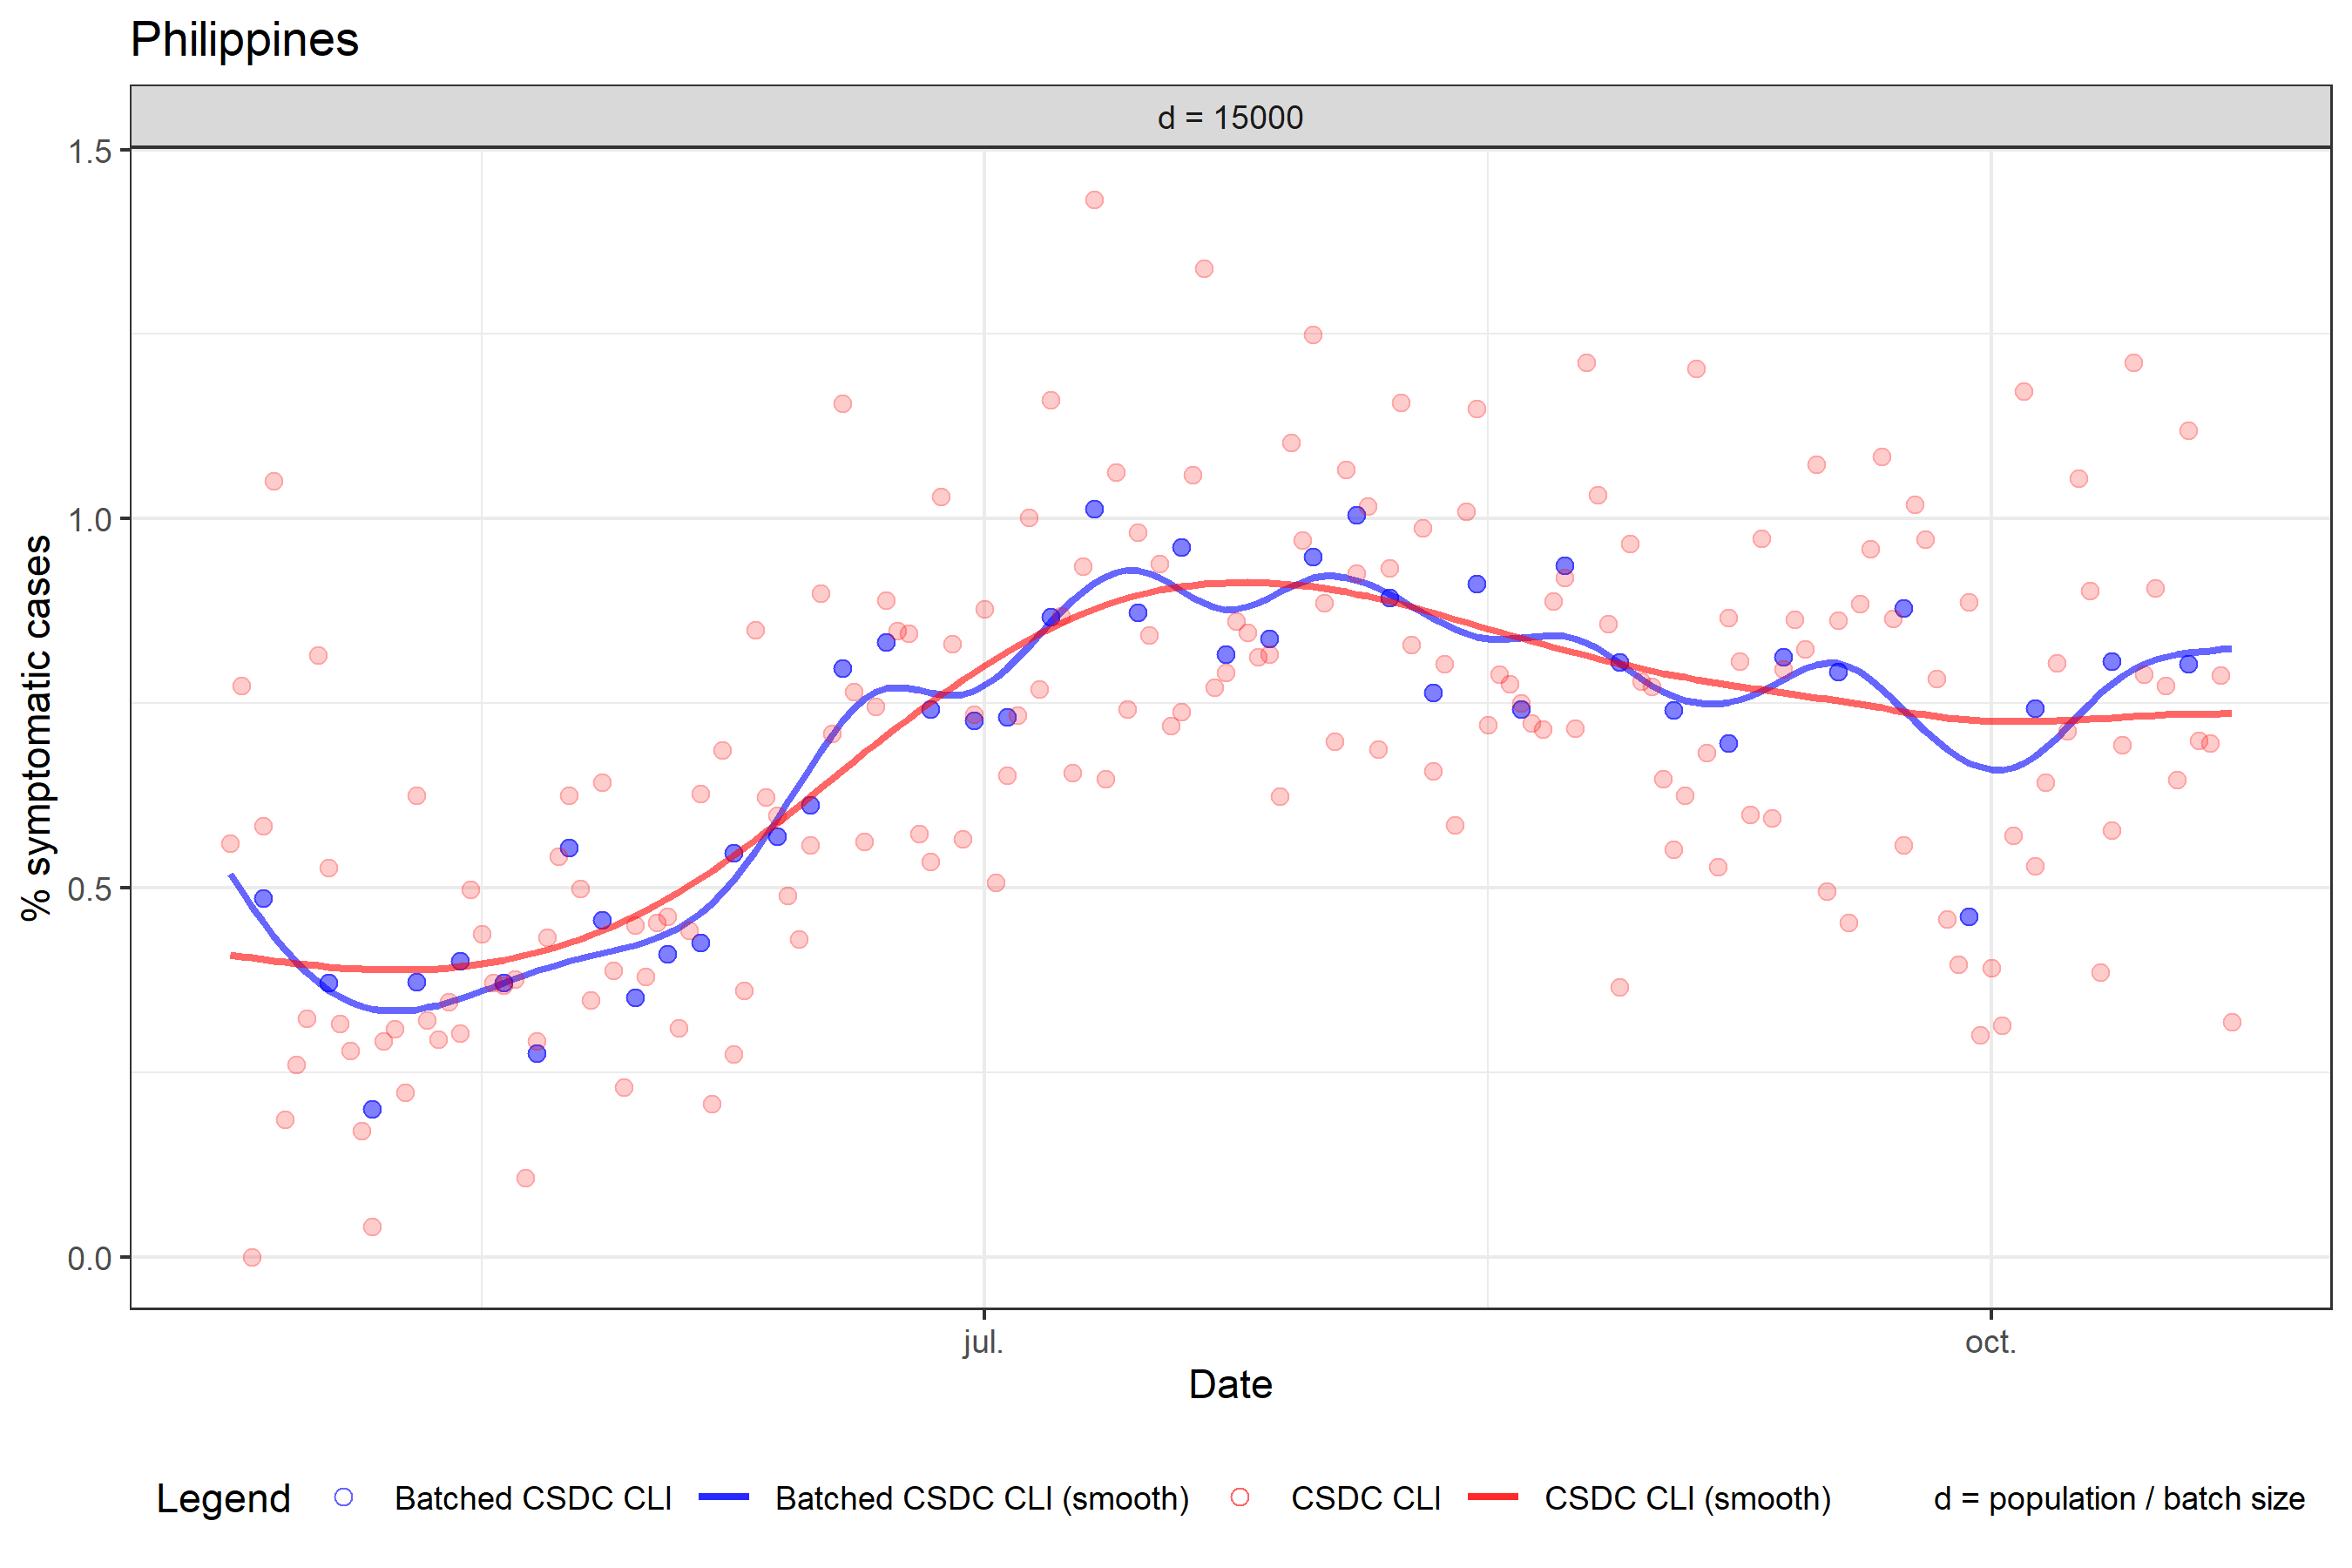 Philippines
d = 15000
1.5
1.0
0.5
0.0
% symptomatic cases
jul.
oct.
Date
Legend
Batched CSDC CLI
Batched CSDC CLI (smooth)
CSDC CLI
CSDC CLI (smooth)
d = population / batch size